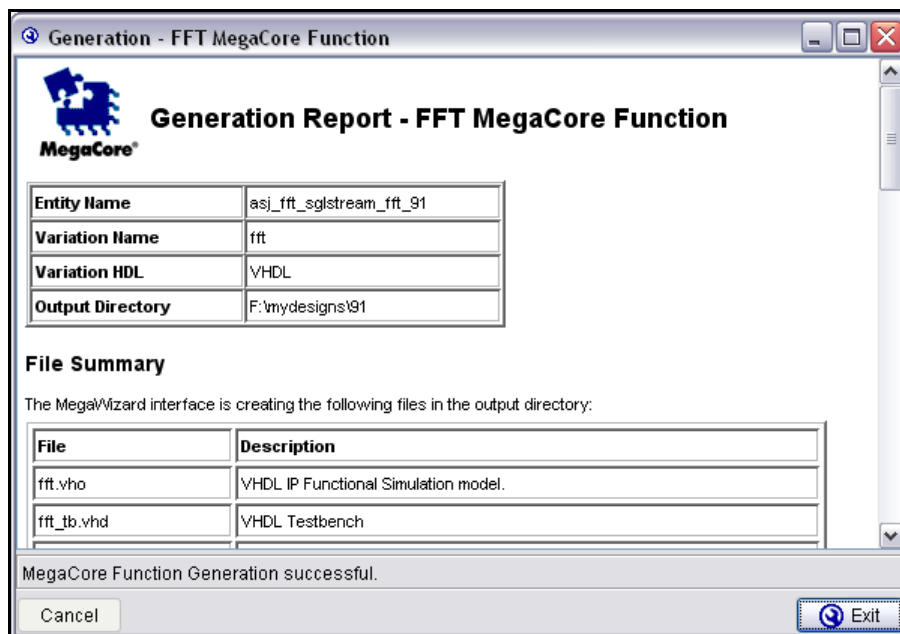 Generation - FFT MegaCore Function
MegaCore®
Generation Report - FFT MegaCore Function
Entity Name asj_fft_sglstream_fft_91
Variation Name fft
Variation HDL VHDL
Output Directory F:\mydesigns\91
File Summary
The MegaWizard interface is creating the following files in the output directory:
File Description
fft.vho VHDL IP Functional Simulation model.
fft_tb.vhd VHDL Testbench
MegaCore Function Generation successful.
Cancel Exit